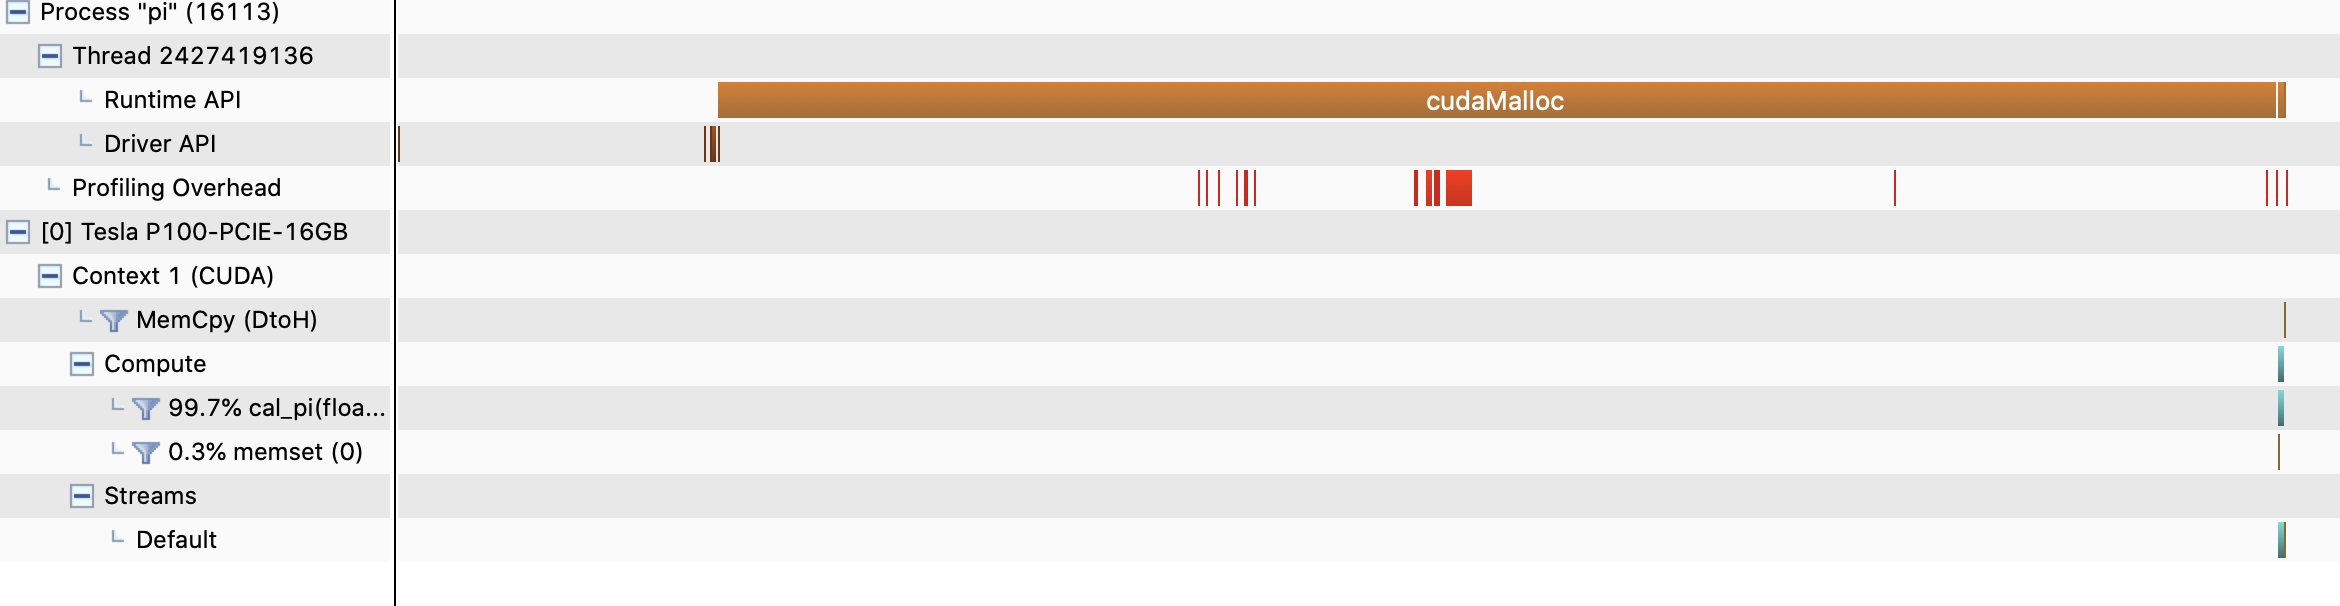 Process "pi" (16113)
Thread 2427419136
Runtime API
cudaMalloc
Driver API
Profiling Overhead
[0] Tesla P100-PCIE-16GB
Context 1 (CUDA)
MemCpy (DtoH)
Compute
99.7% cal_pi(floa...
0.3% memset (0)
Streams
Default